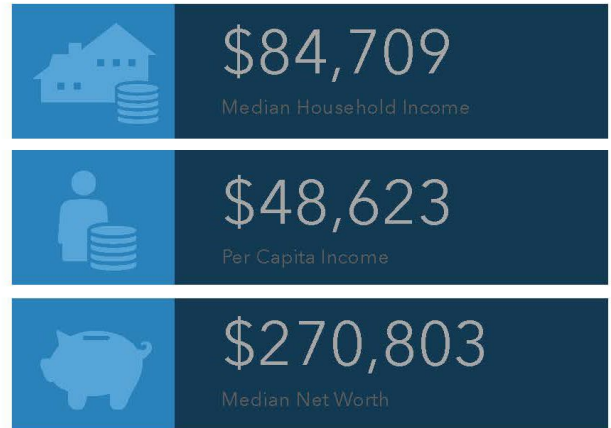 $84,709
Median Household Income
$48,623
Per Capita Income
$270,803
Median Net Worth